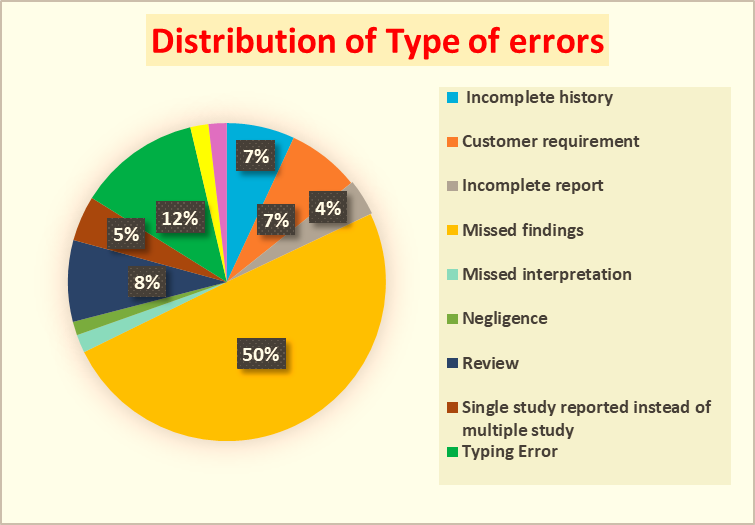 Distribution of Type of errors
7%
7%
4%
50%
8%
5%
12%
Incomplete history
Customer requirement
Incomplete report
Missed findings
Missed interpretation
Negligence
Review
Single study reported instead of
multiple study
Typing Error